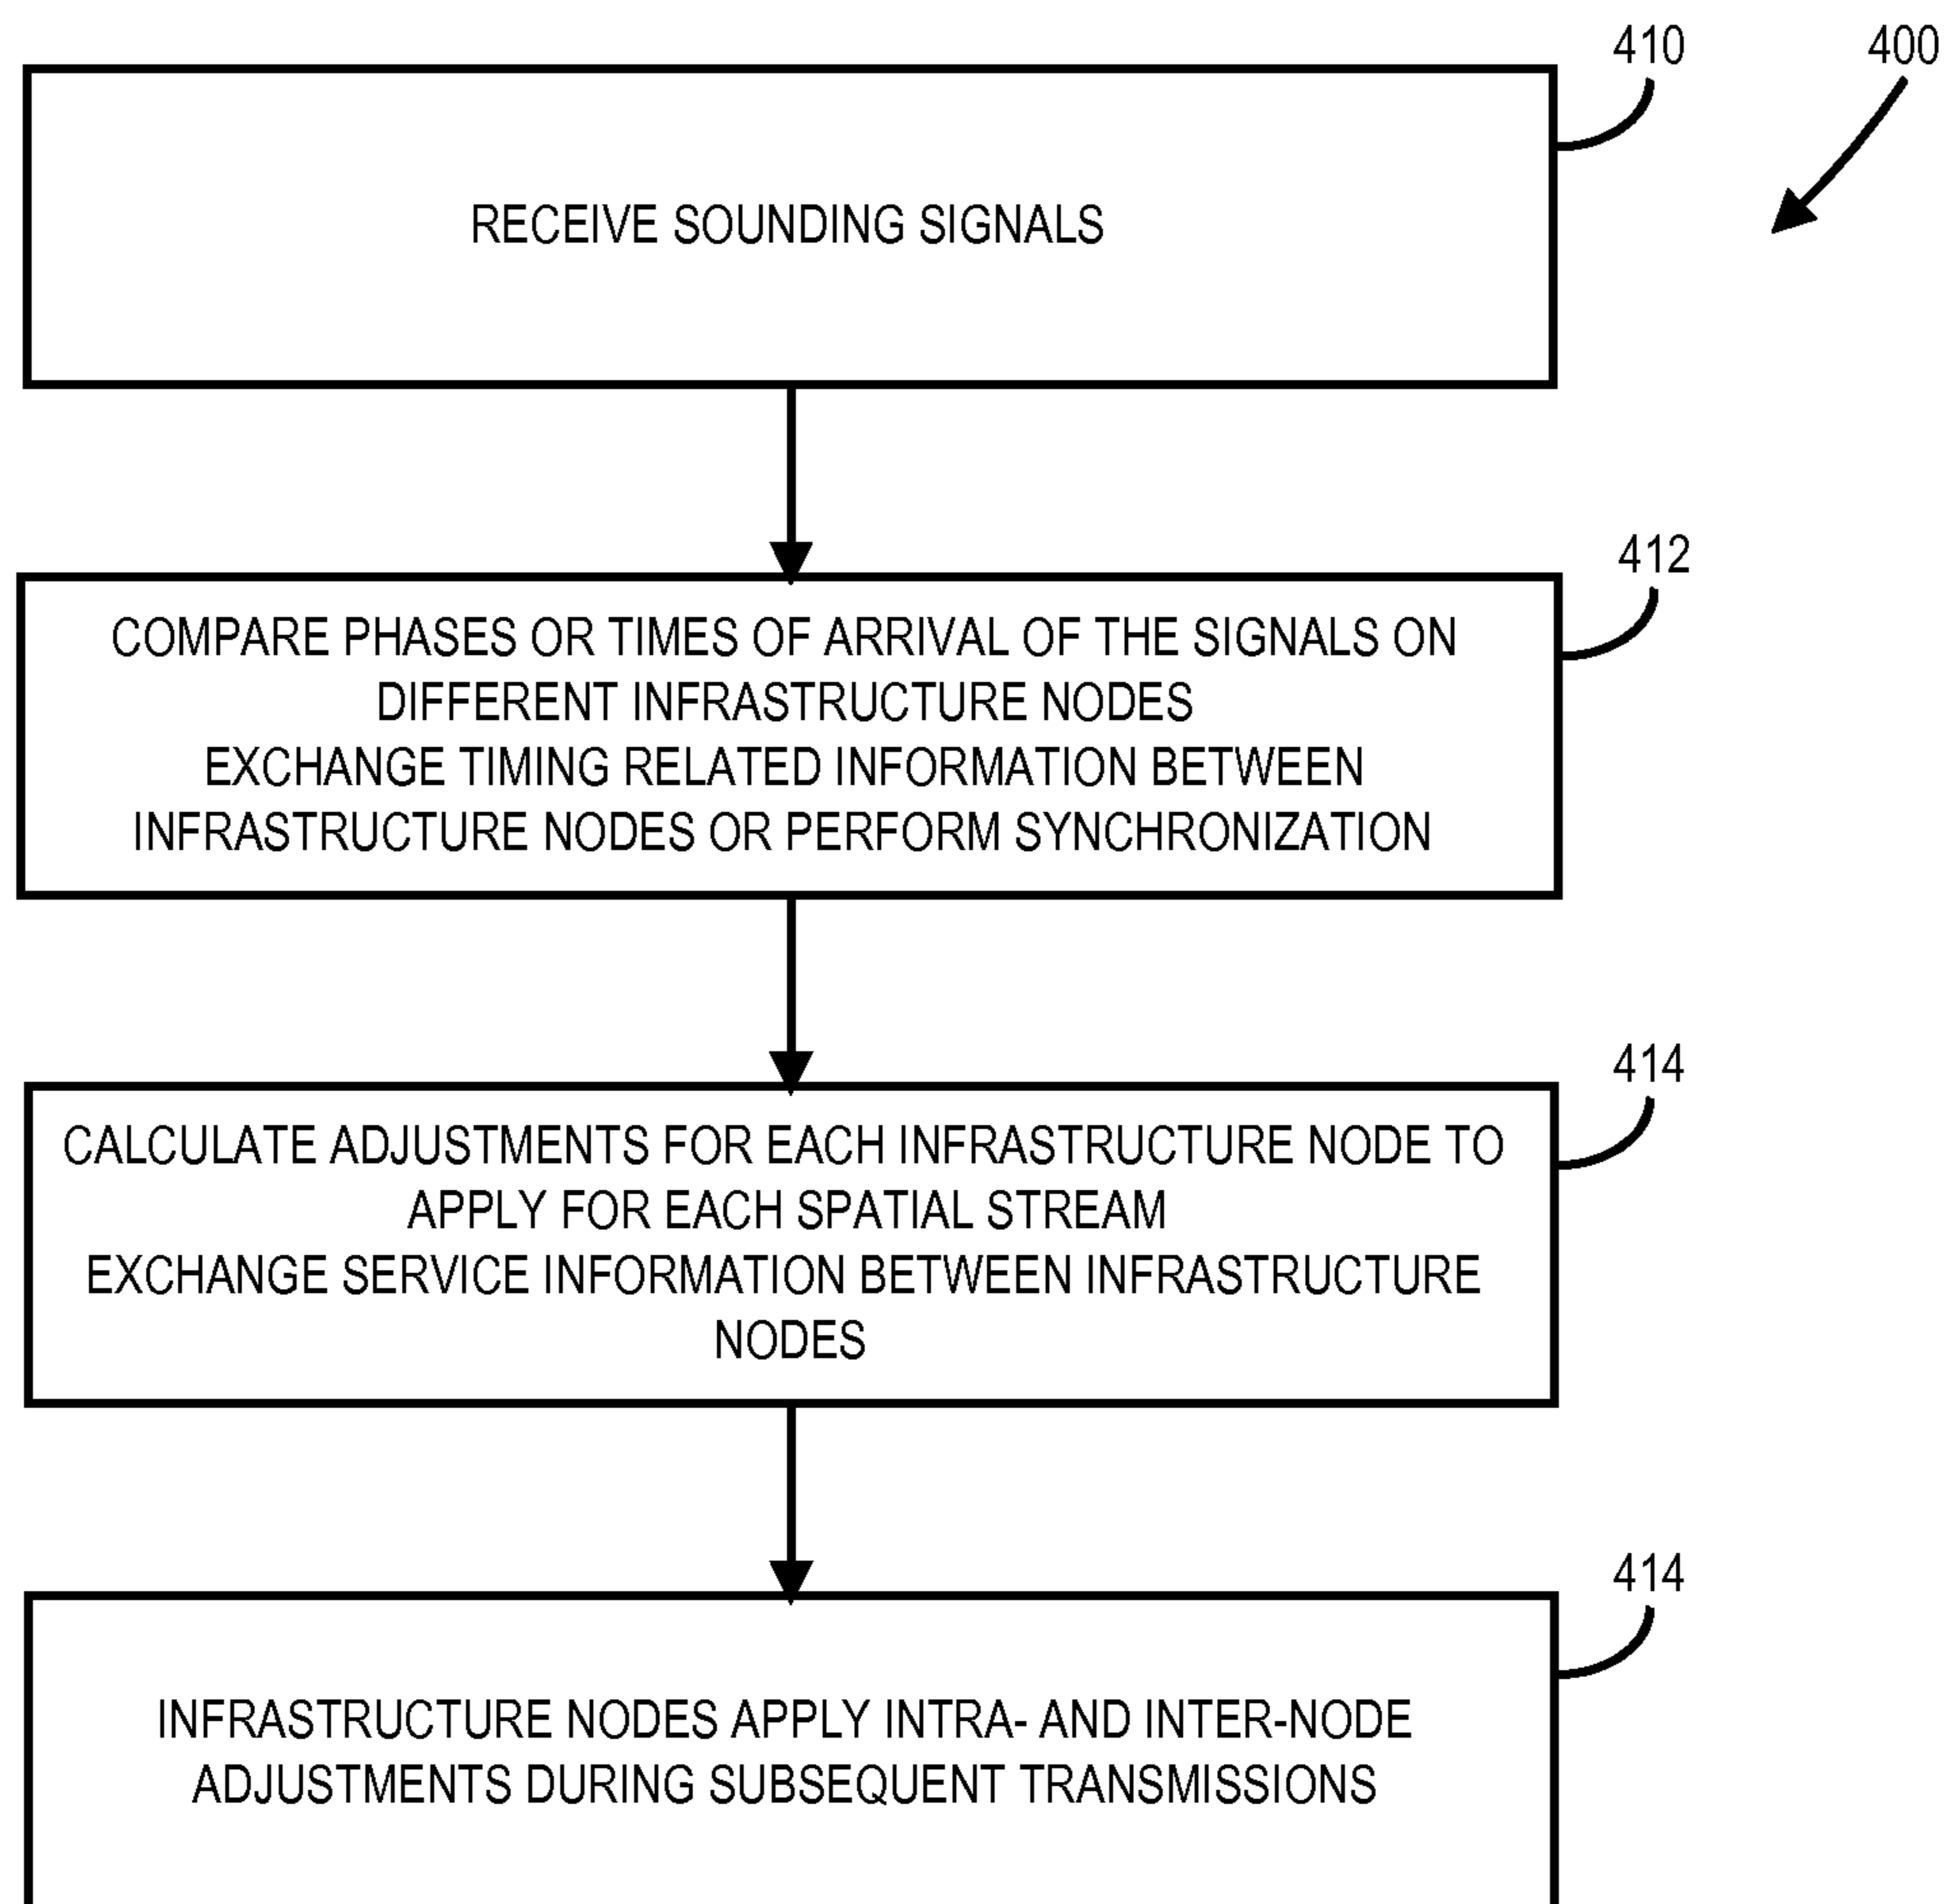 410
400
RECEIVE SOUNDING SIGNALS
412
COMPARE PHASES OR TIMES OF ARRIVAL OF THE SIGNALS ON
DIFFERENT INFRASTRUCTURE NODES
EXCHANGE TIMING RELATED INFORMATION BETWEEN
INFRASTRUCTURE NODES OR PERFORM SYNCHRONIZATION
414
CALCULATE ADJUSTMENTS FOR EACH INFRASTRUCTURE NODE TO
APPLY FOR EACH SPATIAL STREAM
EXCHANGE SERVICE INFORMATION BETWEEN INFRASTRUCTURE
NODES
414
INFRASTRUCTURE NODES APPLY INTRA- AND INTER-NODE
ADJUSTMENTS DURING SUBSEQUENT TRANSMISSIONS